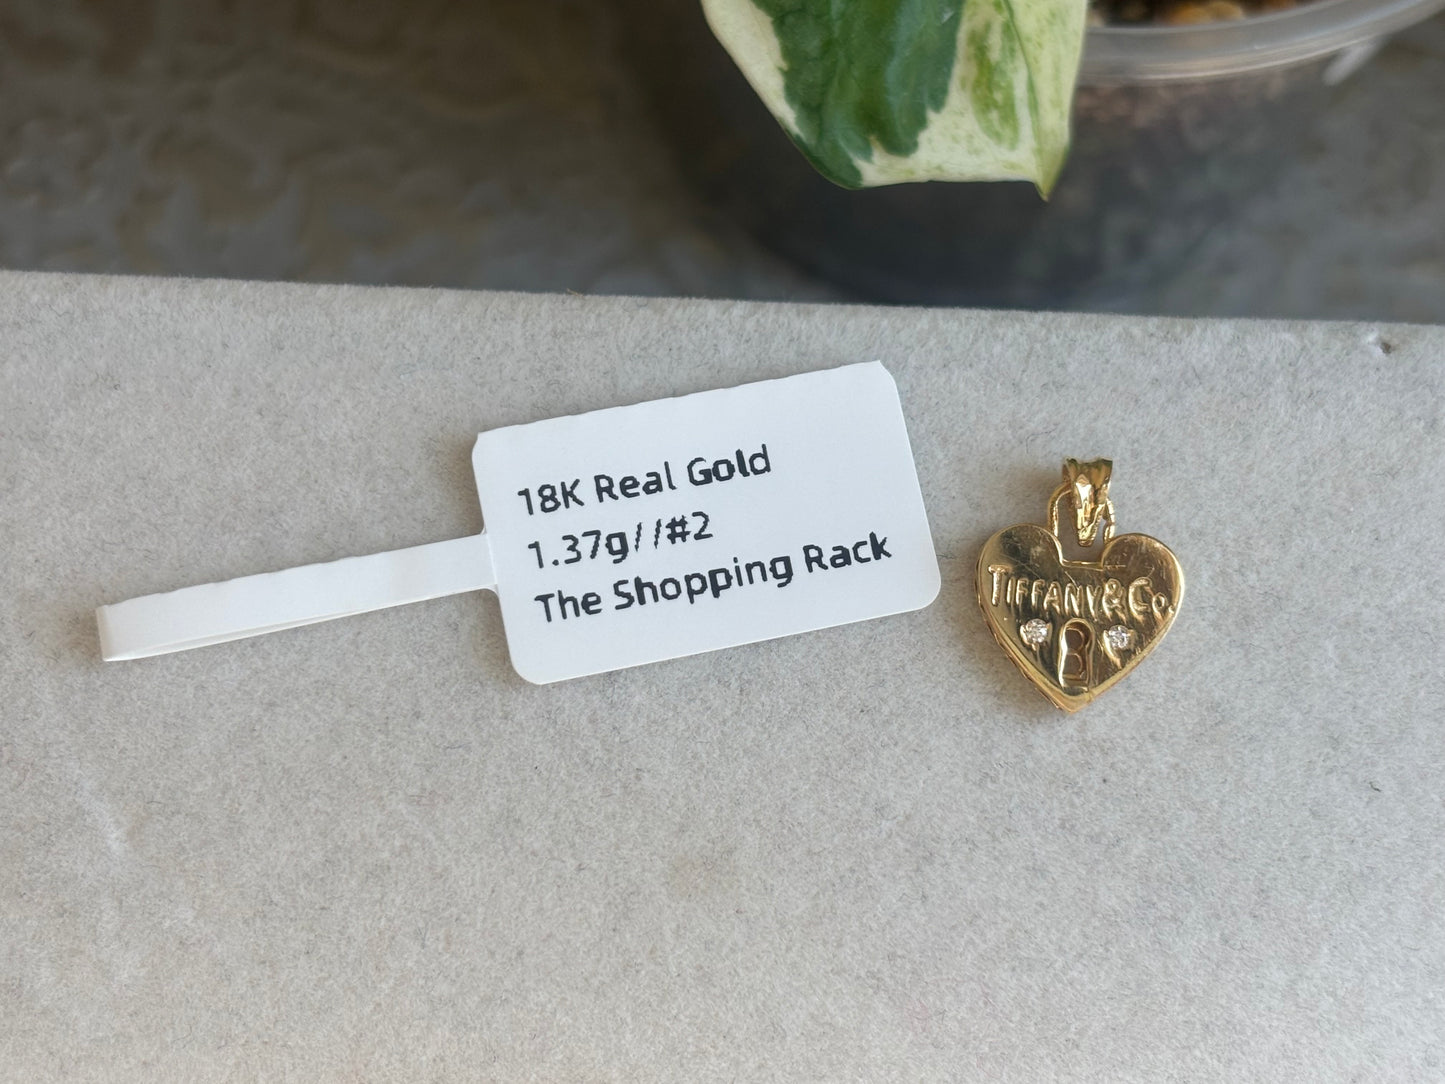 18K Real Gold
1.37g//#2
The Shopping Rack
TIFFANY&Co